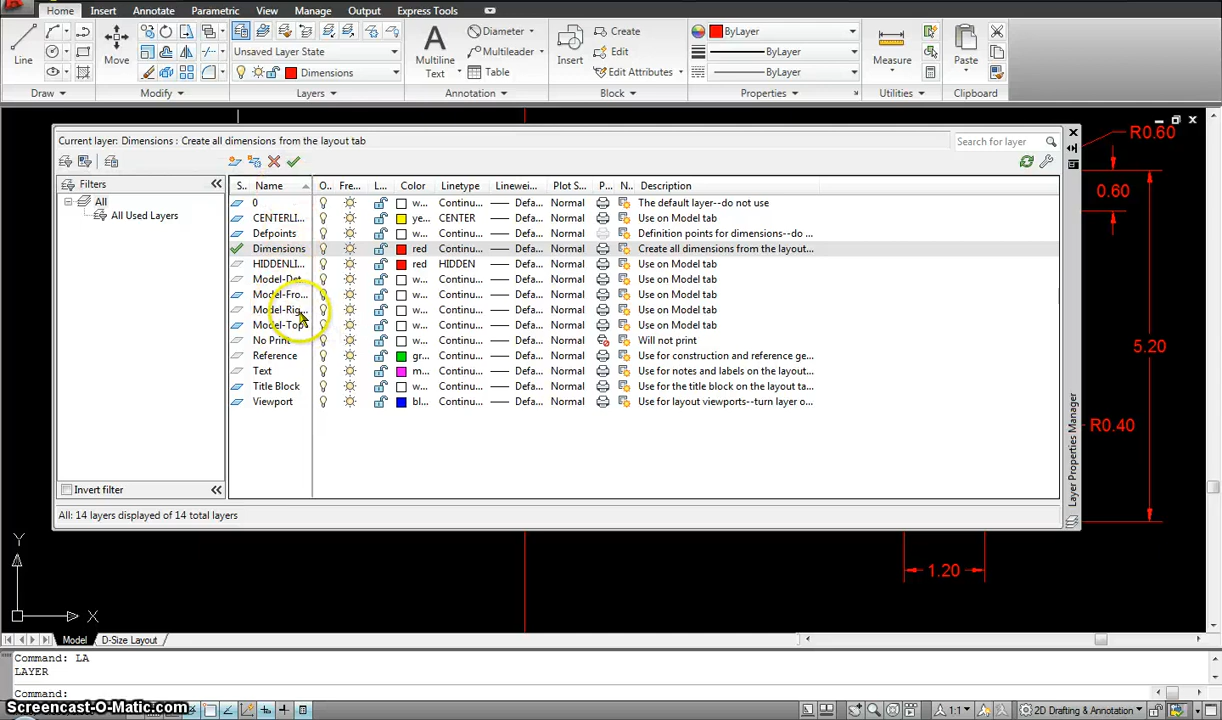 Home Insert Annotate Parametric View Manage Output Express Tools
Line
Move
Unsaved Layer State
Dimensions
Multiline
Text
Diameter
Multileader
Table
Insert
Create
Edit
Edit Attributes
ByLayer
ByLayer
ByLayer
Measure
Paste
Draw Modify Layers Annotation Block Properties Utilities Clipboard
Current layer: Dimensions : Create all dimensions from the layout tab
Search for layer
Filters
All
All Used Layers
Invert filter
S.. Name O.. Fre... L... Color Linetype Linewei... Plot S... P... N.. Description
0 w... Continu... Defa... Normal The default layer--do not use
CENTERLI... ye... CENTER Defa... Normal Use on Model tab
Defpoints w... Continu... Defa... Normal Definition points for dimensions--do ...
Dimensions red Continu... Defa... Normal Create all dimensions from the layout...
HIDDENLI... red HIDDEN Defa... Normal Use on Model tab
Model-Det... w... Continu... Defa... Normal Use on Model tab
Model-Fro... w... Continu... Defa... Normal Use on Model tab
Model-Rig... w... Continu... Defa... Normal Use on Model tab
Model-Top w... Continu... Defa... Normal Use on Model tab
No Print w... Continu... Defa... Normal Will not print
Reference gr... Continu... Defa... Normal Use for construction and reference ge...
Text m... Continu... Defa... Normal Use for notes and labels on the layout...
Title Block w... Continu... Defa... Normal Use for the title block on the layout ta...
Viewport bl... Continu... Defa... Normal Use for layout viewports--turn layer o...
All: 14 layers displayed of 14 total layers
Layer Properties Manager
R0.60
0.60
5.20
R0.40
1.20
Y
X
Model D-Size Layout
Command: LA
LAYER
Command:
Screencast-O-Matic.com
1:1
2D Drafting & Annotation